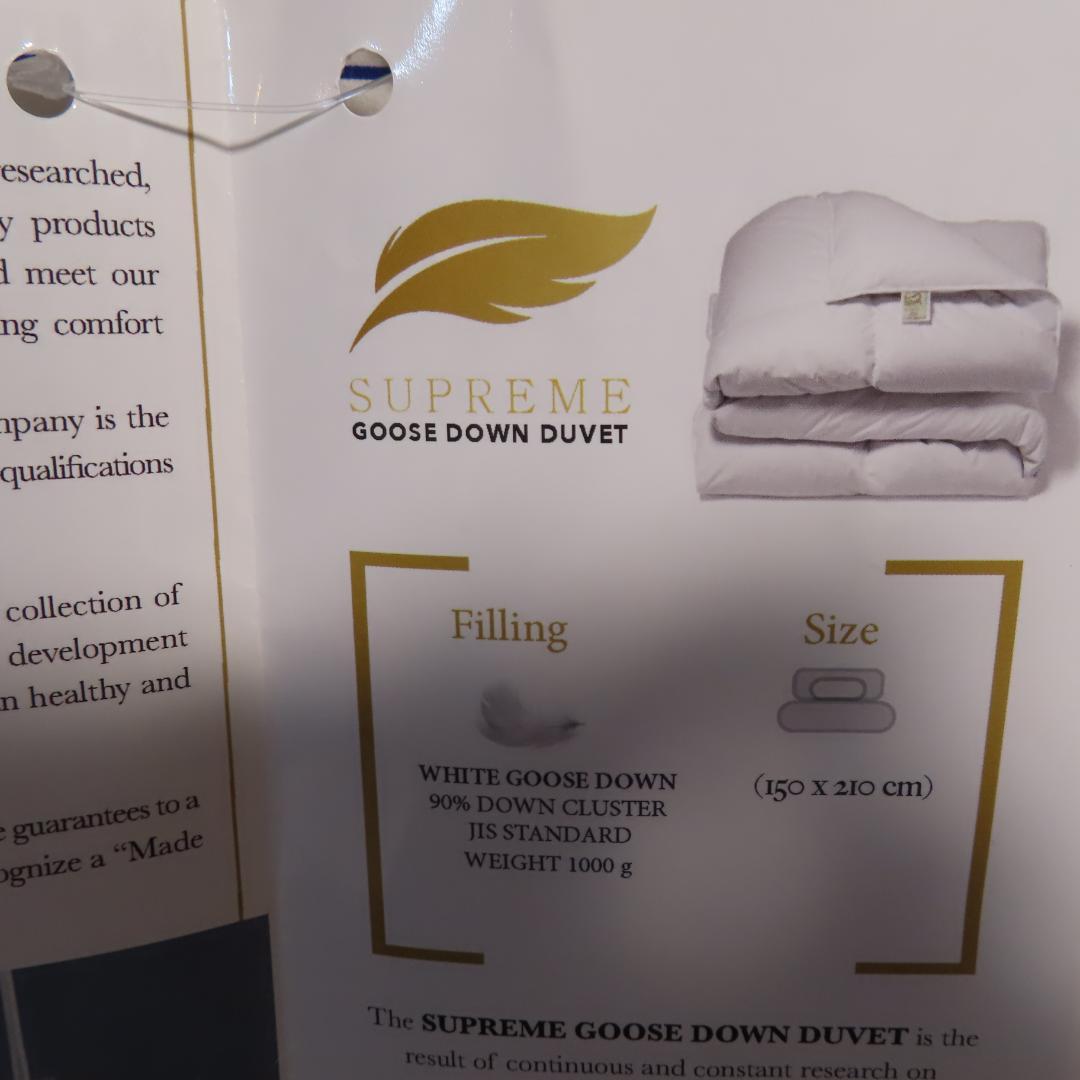 researched,
y products
d meet our
ng comfort
mpany is the
qualifications
collection of
development
n healthy and
e guarantees to a
ognize a “Made
SUPREME
GOOSE DOWN DUVET
Filling
Size
WHITE GOOSE DOWN
90% DOWN CLUSTER
JIS STANDARD
WEIGHT 1000 g
(150 x 210 cm)
The SUPREME GOOSE DOWN DUVET is the
result of continuous and constant research on